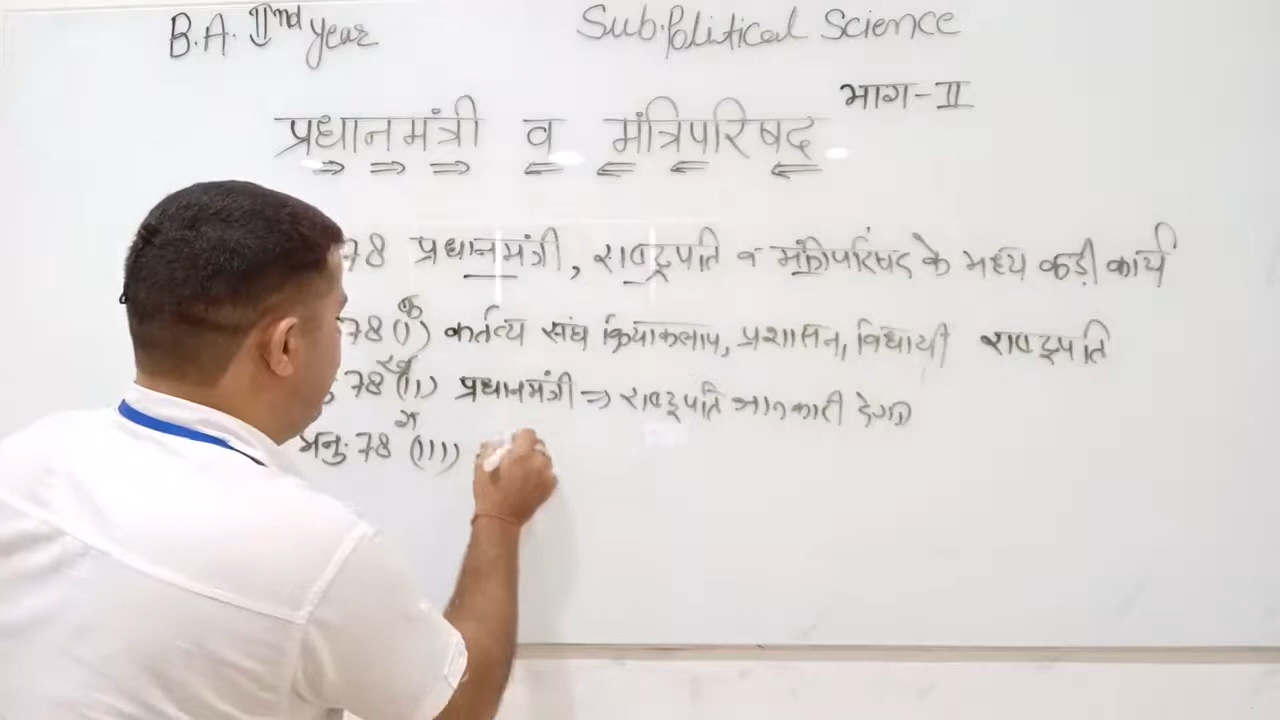 B.A. IInd Year
Sub. Political Science
भाग-II
प्रधानमंत्री व मंत्रिपरिषद
78 प्रधानमंत्री, राष्ट्रपति व मंत्रीपरिषद के मध्य कड़ी कार्य
78 (i) क कर्तव्य संघ क्रियाकलाप, प्रशासन, विधायी राष्ट्रपति
78 (ii) ख प्रधानमंत्री => राष्ट्रपति जानकारी देगा
अनु. 78 (iii) ग